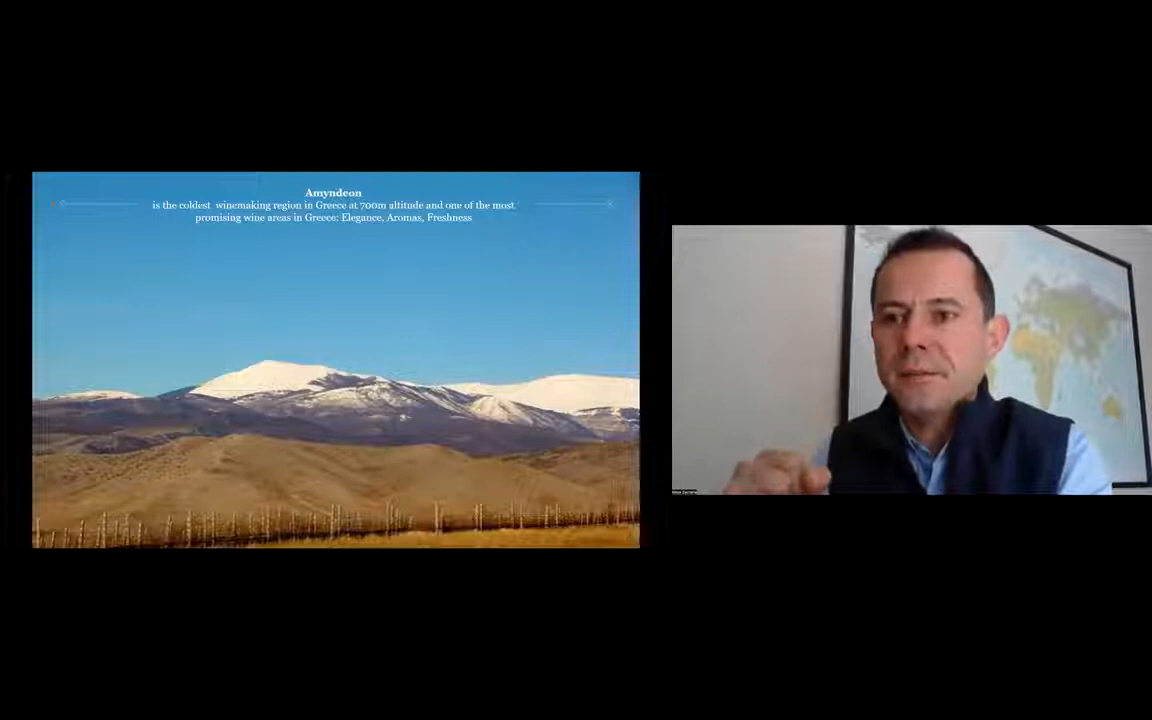 Amyndeon
is the coldest winemaking region in Greece at 700m altitude and one of the most
promising wine areas in Greece: Elegance, Aromas, Freshness